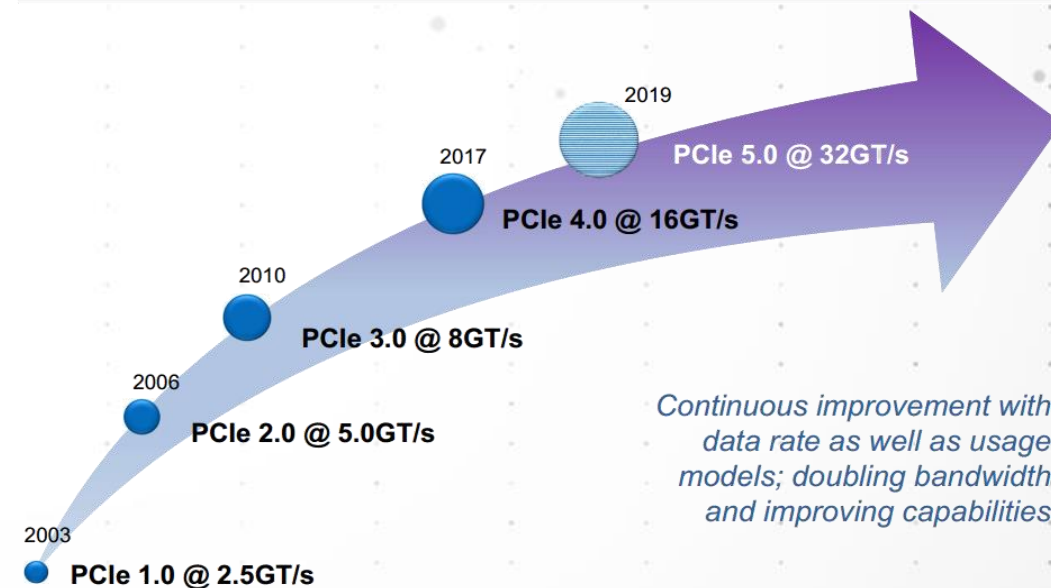 2019
PCIe 5.0 @ 32GT/s
2017
PCIe 4.0 @ 16GT/s
2010
PCIe 3.0 @ 8GT/s
2006
PCIe 2.0 @ 5.0GT/s
2003
PCIe 1.0 @ 2.5GT/s
Continuous improvement with
data rate as well as usage
models; doubling bandwidth
and improving capabilities